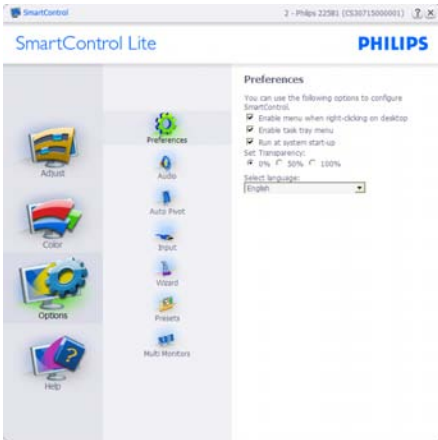 SmartControl
2 - Philips 225B1 (CS30715000001)
SmartControl Lite
PHILIPS
Adjust
Color
Options
Help
Preferences
Audio
Auto Pivot
Input
Wizard
Presets
Multi Monitors
Preferences
You can use the following options to configure
SmartControl.
Enable menu when right-clicking on desktop
Enable task tray menu
Run at system start-up
Set Transparency:
0% 50% 100%
Select language:
English